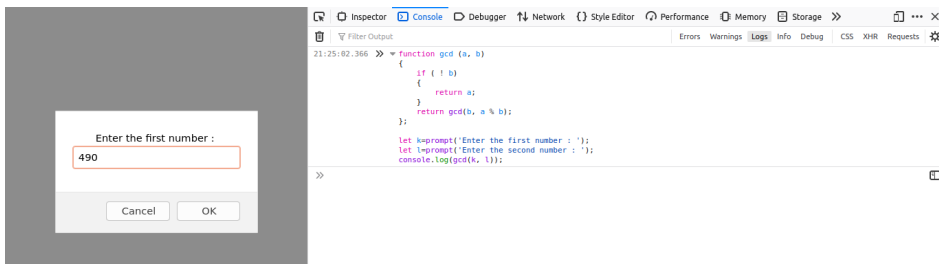 Inspector Console Debugger Network {} Style Editor Performance Memory Storage
Filter Output Errors Warnings Logs Info Debug CSS XHR Requests
21:25:02.366 function gcd (a, b)
{
if ( ! b)
{
return a;
}
return gcd(b, a % b);
};
let k=prompt('Enter the first number : ');
let l=prompt('Enter the second number : ');
console.log(gcd(k, l));
Enter the first number :
490
Cancel OK